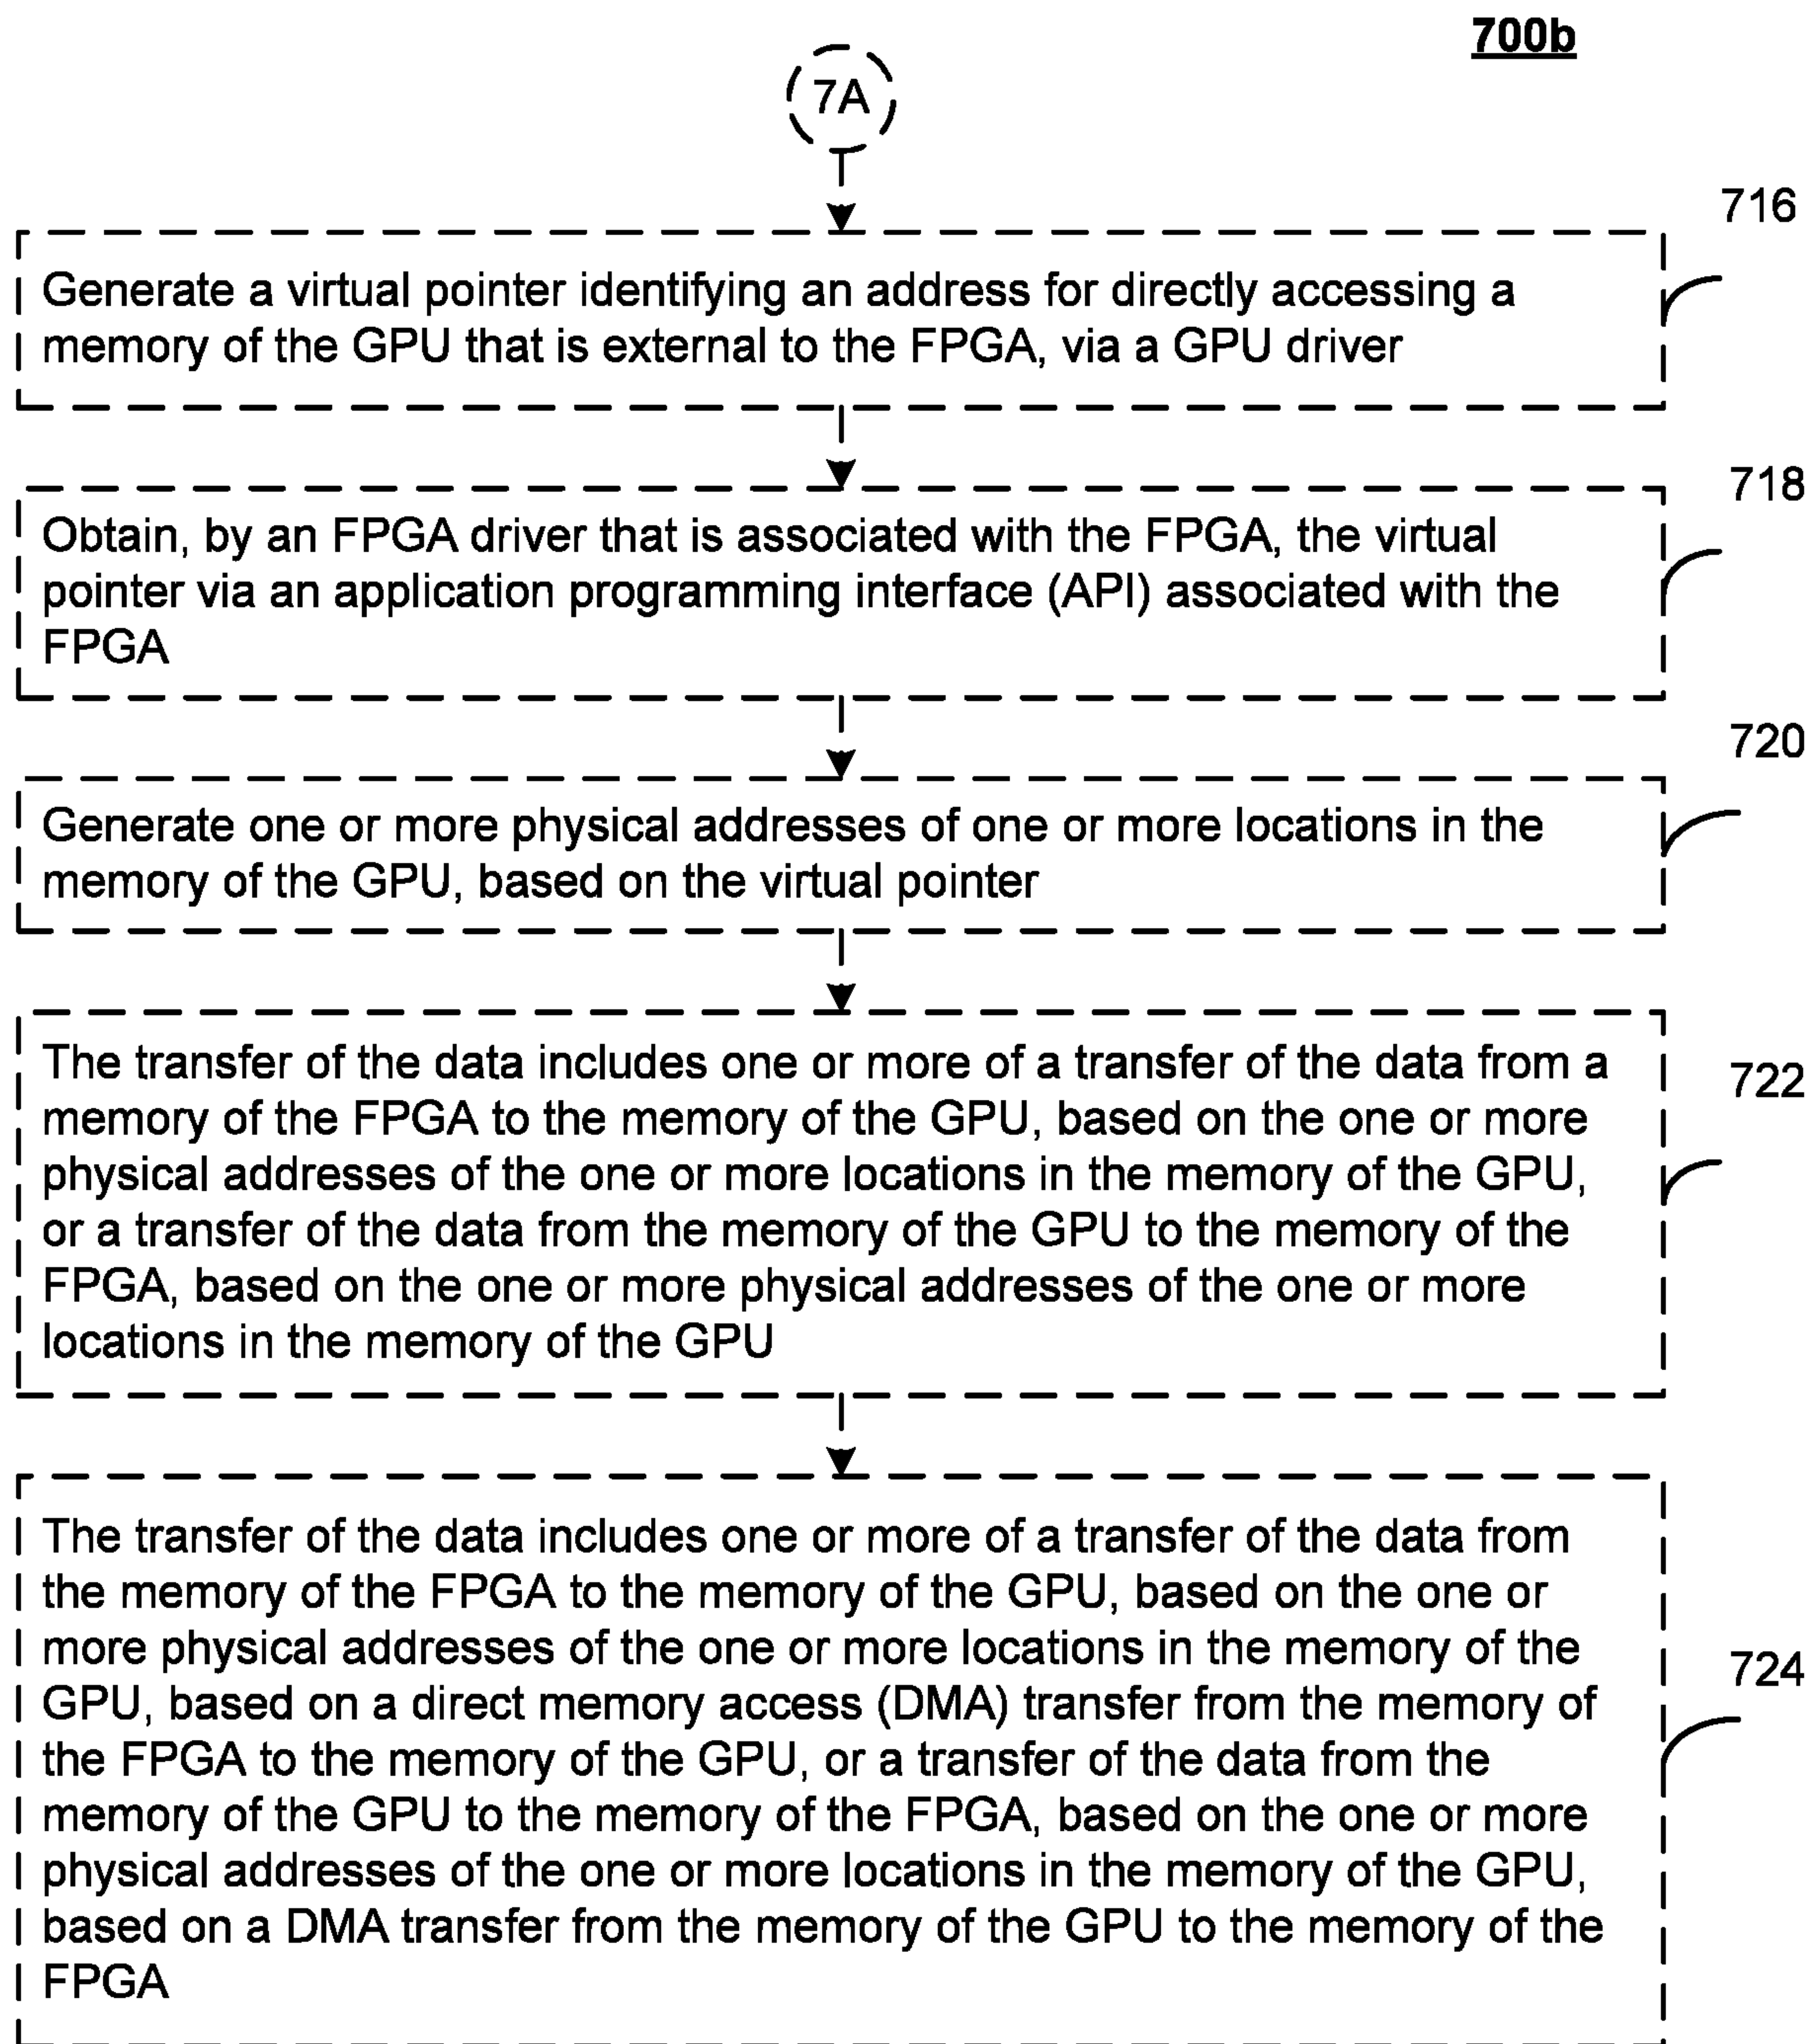 700b
7A
716
Generate a virtual pointer identifying an address for directly accessing a
memory of the GPU that is external to the FPGA, via a GPU driver
718
Obtain, by an FPGA driver that is associated with the FPGA, the virtual
pointer via an application programming interface (API) associated with the
FPGA
720
Generate one or more physical addresses of one or more locations in the
memory of the GPU, based on the virtual pointer
722
The transfer of the data includes one or more of a transfer of the data from a
memory of the FPGA to the memory of the GPU, based on the one or more
physical addresses of the one or more locations in the memory of the GPU,
or a transfer of the data from the memory of the GPU to the memory of the
FPGA, based on the one or more physical addresses of the one or more
locations in the memory of the GPU
724
The transfer of the data includes one or more of a transfer of the data from
the memory of the FPGA to the memory of the GPU, based on the one or
more physical addresses of the one or more locations in the memory of the
GPU, based on a direct memory access (DMA) transfer from the memory of
the FPGA to the memory of the GPU, or a transfer of the data from the
memory of the GPU to the memory of the FPGA, based on the one or more
physical addresses of the one or more locations in the memory of the GPU,
based on a DMA transfer from the memory of the GPU to the memory of the
FPGA